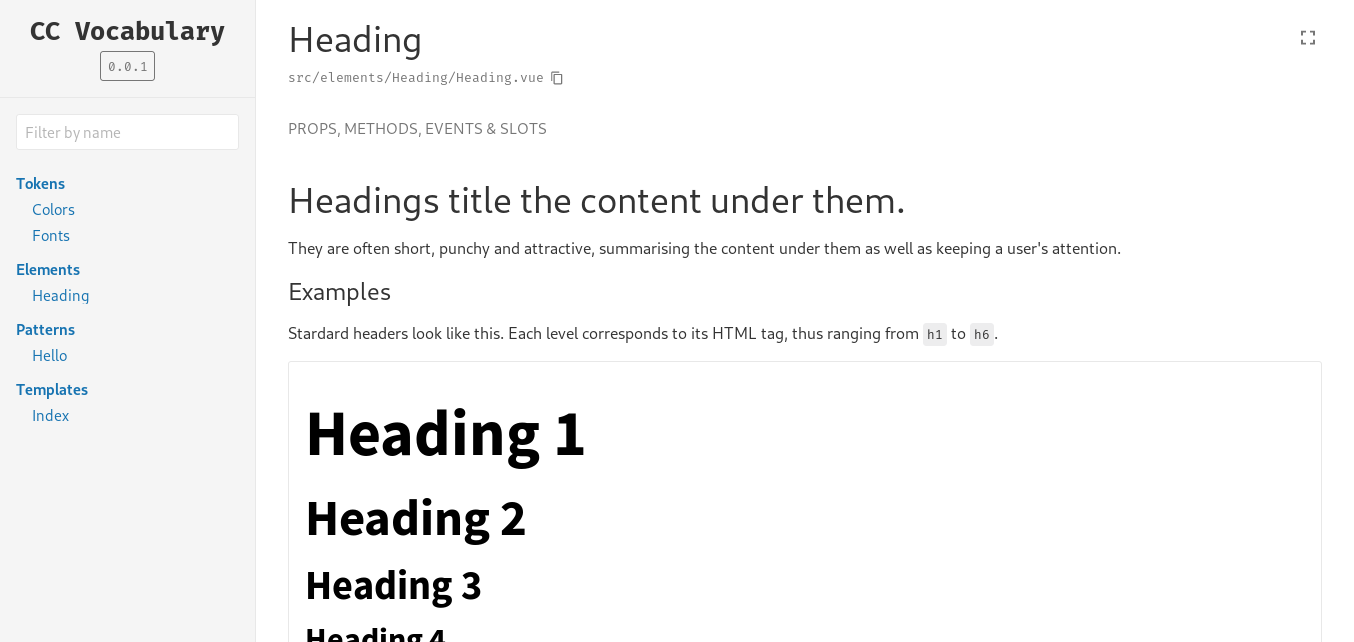 CC Vocabulary
0.0.1
Filter by name
Tokens
Colors
Fonts
Elements
Heading
Patterns
Hello
Templates
Index
Heading
src/elements/Heading/Heading.vue
PROPS, METHODS, EVENTS & SLOTS
Headings title the content under them.
They are often short, punchy and attractive, summarising the content under them as well as keeping a user's attention.
Examples
Stardard headers look like this. Each level corresponds to its HTML tag, thus ranging from h1 to h6.
Heading 1
Heading 2
Heading 3
Heading 4